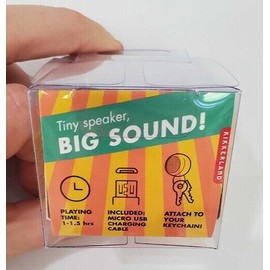 Tiny speaker,
BIG SOUND!
KIKKERLAND
USB
PLAYING
TIME:
1-1.5 hrs
INCLUDED:
MICRO USB
CHARGING
CABLE
ATTACH TO
YOUR
KEYCHAIN!